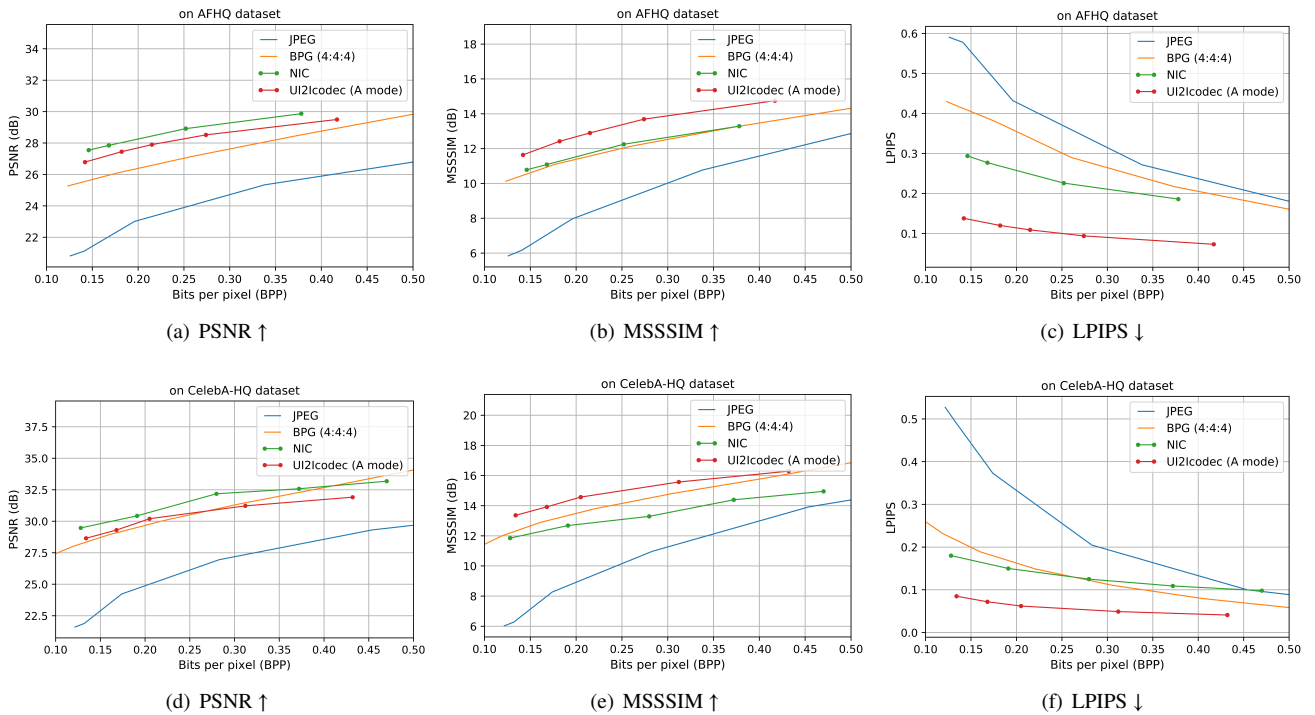 on AFHQ dataset
PSNR (dB)
34
32
30
28
26
24
22
JPEG
BPG (4:4:4)
NIC
UI2Icodec (A mode)
0.10 0.15 0.20 0.25 0.30 0.35 0.40 0.45 0.50
Bits per pixel (BPP)
(a) PSNR ↑
on AFHQ dataset
MSSSIM (dB)
18
16
14
12
10
8
6
JPEG
BPG (4:4:4)
NIC
UI2Icodec (A mode)
0.10 0.15 0.20 0.25 0.30 0.35 0.40 0.45 0.50
Bits per pixel (BPP)
(b) MSSSIM ↑
on AFHQ dataset
LPIPS
0.6
0.5
0.4
0.3
0.2
0.1
JPEG
BPG (4:4:4)
NIC
UI2Icodec (A mode)
0.10 0.15 0.20 0.25 0.30 0.35 0.40 0.45 0.50
Bits per pixel (BPP)
(c) LPIPS ↓
on CelebA-HQ dataset
PSNR (dB)
37.5
35.0
32.5
30.0
27.5
25.0
22.5
JPEG
BPG (4:4:4)
NIC
UI2Icodec (A mode)
0.10 0.15 0.20 0.25 0.30 0.35 0.40 0.45 0.50
Bits per pixel (BPP)
(d) PSNR ↑
on CelebA-HQ dataset
MSSSIM (dB)
20
18
16
14
12
10
8
6
JPEG
BPG (4:4:4)
NIC
UI2Icodec (A mode)
0.10 0.15 0.20 0.25 0.30 0.35 0.40 0.45 0.50
Bits per pixel (BPP)
(e) MSSSIM ↑
on CelebA-HQ dataset
LPIPS
0.5
0.4
0.3
0.2
0.1
0.0
JPEG
BPG (4:4:4)
NIC
UI2Icodec (A mode)
0.10 0.15 0.20 0.25 0.30 0.35 0.40 0.45 0.50
Bits per pixel (BPP)
(f) LPIPS ↓